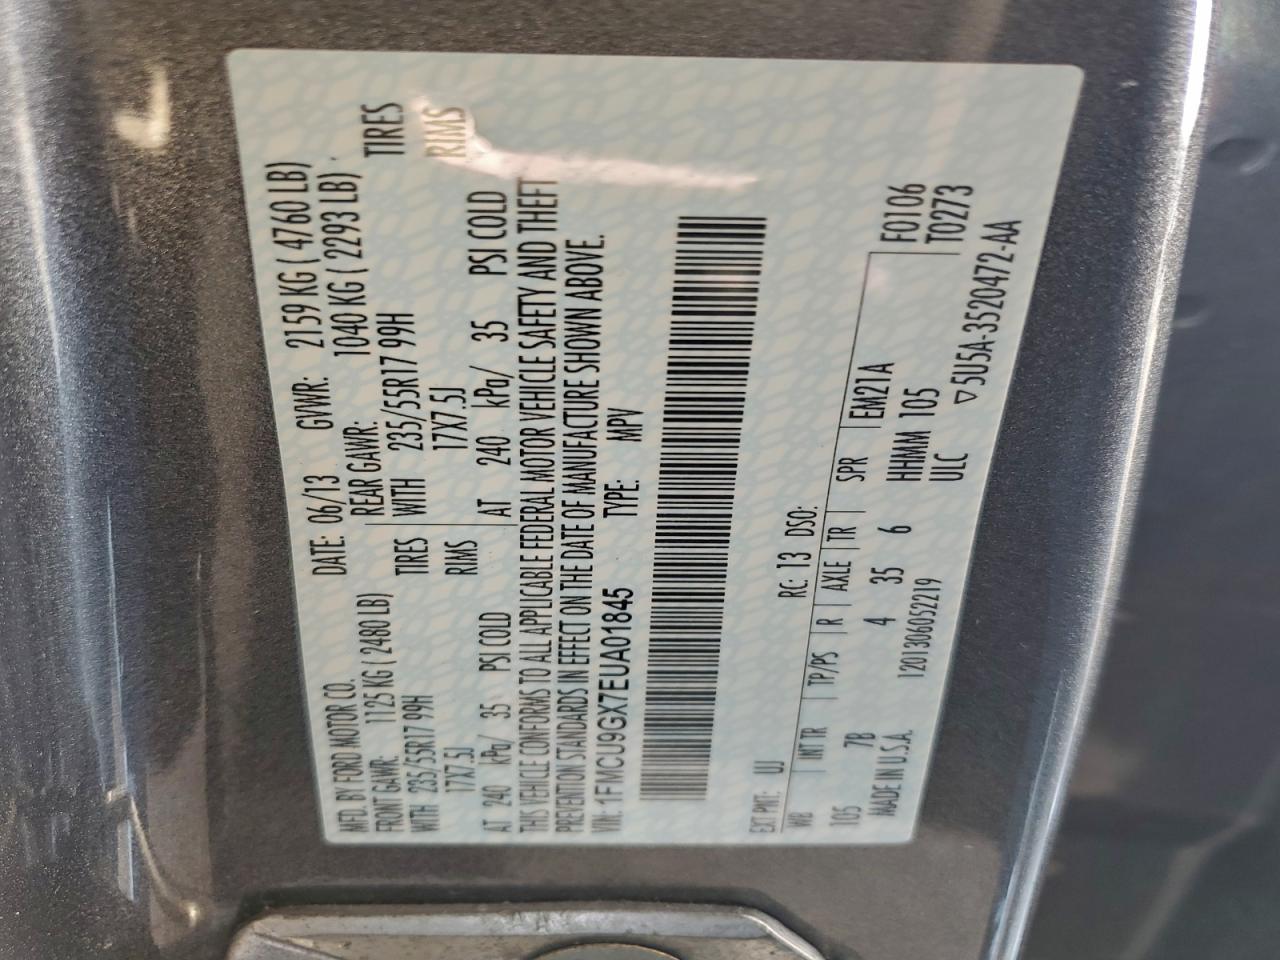 MFD. BY FORD MOTOR CO.
DATE: 06/13 GVWR: 2159 KG ( 4760 LB)
FRONT GAWR: 1125 KG ( 2480 LB) REAR GAWR: 1040 KG ( 2293 LB)
WITH 235/55R17 99H TIRES WITH 235/55R17 99H TIRES
17X7.5J RIMS 17X7.5J RIMS
AT 240 kPa/ 35 PSI COLD AT 240 kPa/ 35 PSI COLD
THIS VEHICLE CONFORMS TO ALL APPLICABLE FEDERAL MOTOR VEHICLE SAFETY AND THEFT
PREVENTION STANDARDS IN EFFECT ON THE DATE OF MANUFACTURE SHOWN ABOVE.
VIN: 1FMCU9GX7EUA01845 TYPE: MPV
EXT PNT: UJ RC: 13 DSO:
WB INT TR TP/PS R AXLE TR SPR EM21A F0106
T0273
105 7B 4 35 6 HHMM 105
MADE IN U.S.A. 1201306052219 ULC
▽5U5A-3520472-AA